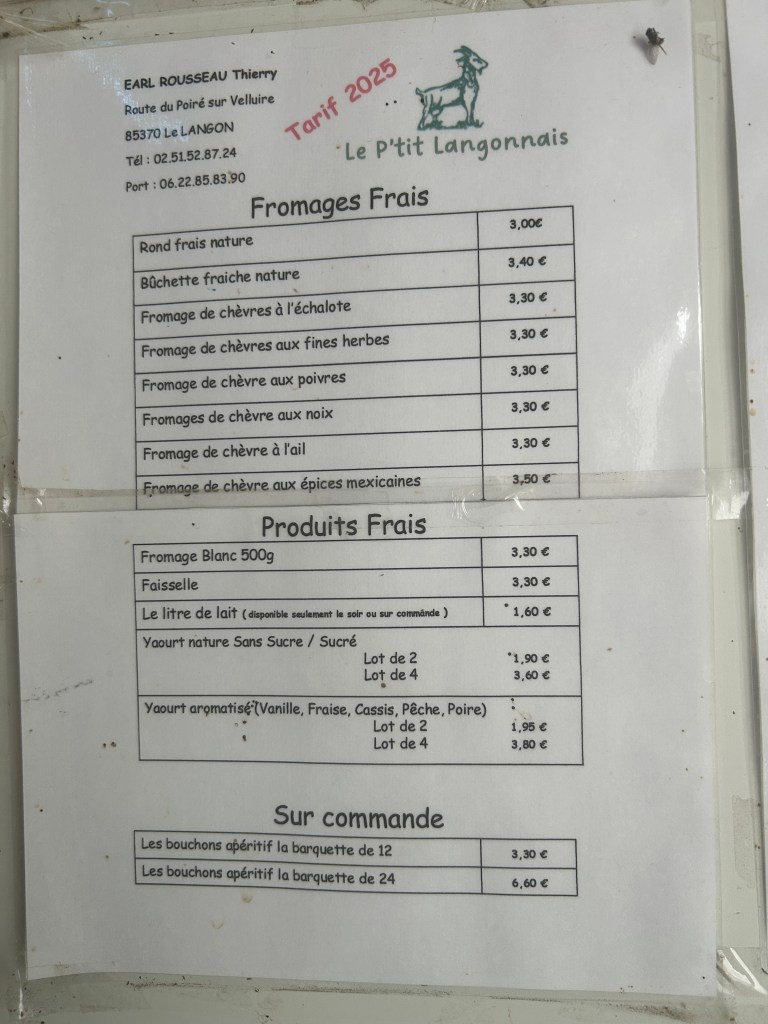 EARL ROUSSEAU Thierry
Route du Poiré sur Velluire
85370 Le LANGON
Tél : 02.51.52.87.24
Port : 06.22.85.83.90
Tarif 2025
Le P'tit Langonnais
Fromages Frais
Rond frais nature 3,00€
Bûchette fraiche nature 3,40 €
Fromage de chèvres à l'échalote 3,30 €
Fromage de chèvres aux fines herbes 3,30 €
Fromage de chèvre aux poivres 3,30 €
Fromages de chèvre aux noix 3,30 €
Fromage de chèvre à l'ail 3,30 €
Fromage de chèvre aux épices mexicaines 3,50 €
Produits Frais
Fromage Blanc 500g 3,30 €
Faisselle 3,30 €
Le litre de lait ( disponible seulement le soir ou sur commande ) 1,60 €
Yaourt nature Sans Sucre / Sucré
Lot de 2 1,90 €
Lot de 4 3,60 €
Yaourt aromatisé (Vanille, Fraise, Cassis, Pêche, Poire)
Lot de 2 1,95 €
Lot de 4 3,80 €
Sur commande
Les bouchons apéritif la barquette de 12 3,30 €
Les bouchons apéritif la barquette de 24 6,60 €